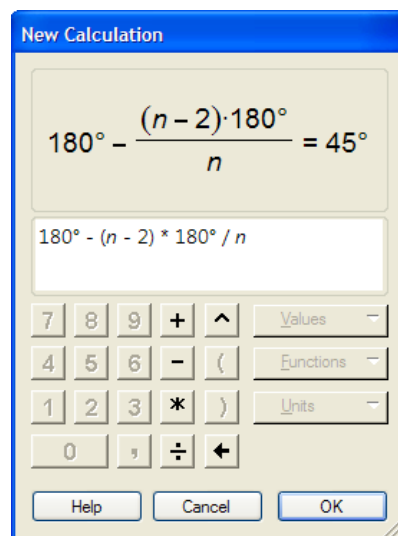 New Calculation
180° – (n – 2)·180° / n = 45°
180° - (n - 2) * 180° / n
7 8 9 + ^ Values
4 5 6 - ( Functions
1 2 3 * ) Units
0 , ÷ ←
Help Cancel OK